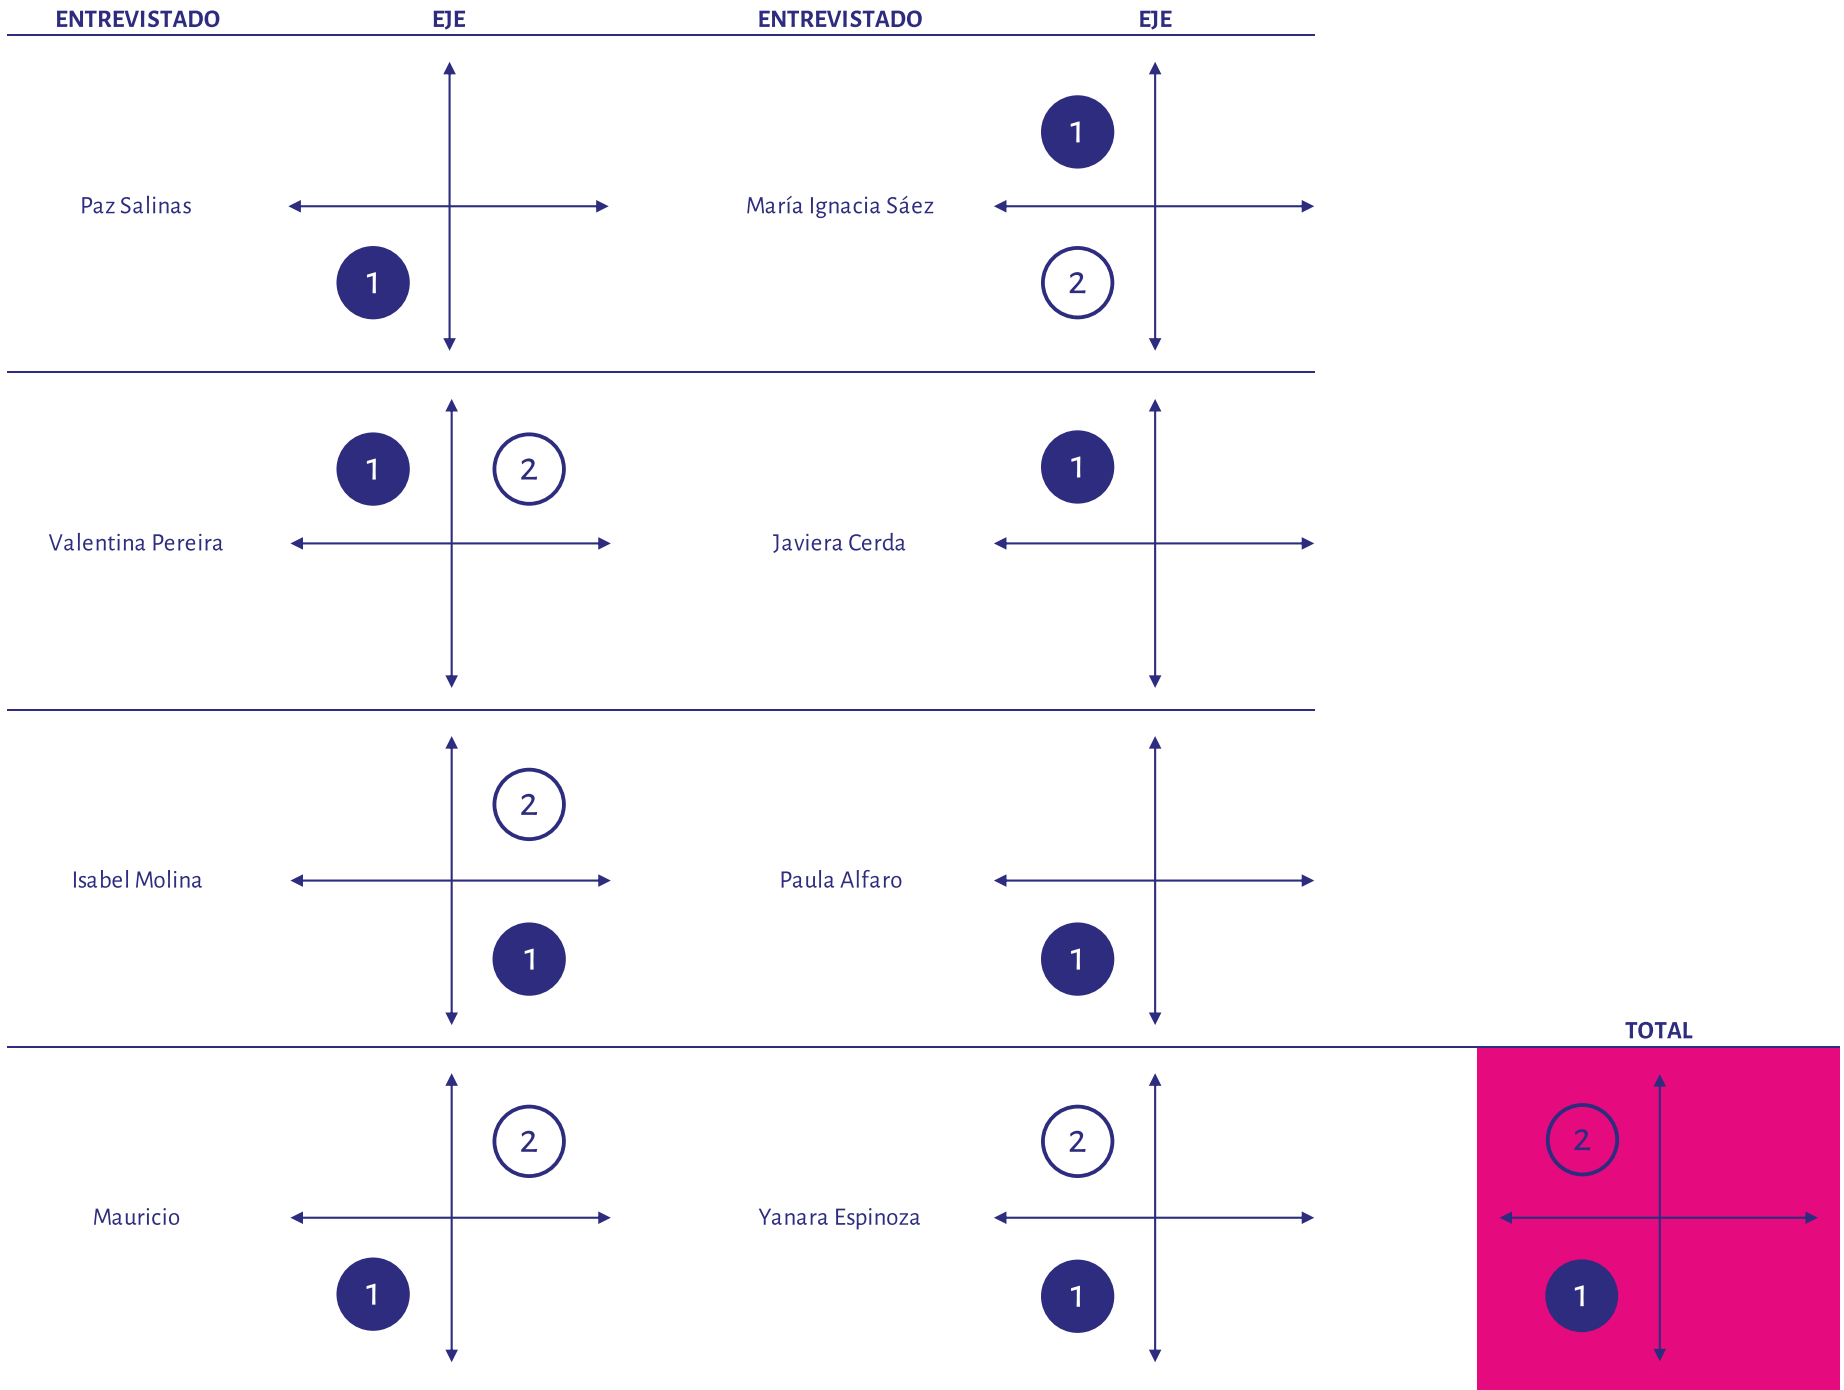 ENTREVISTADO EJE ENTREVISTADO EJE
1
Paz Salinas María Ignacia Sáez
1 2
1 2 1
Valentina Pereira Javiera Cerda
2
Isabel Molina Paula Alfaro
1 1
TOTAL
2 2 2
Mauricio Yanara Espinoza
1 1 1